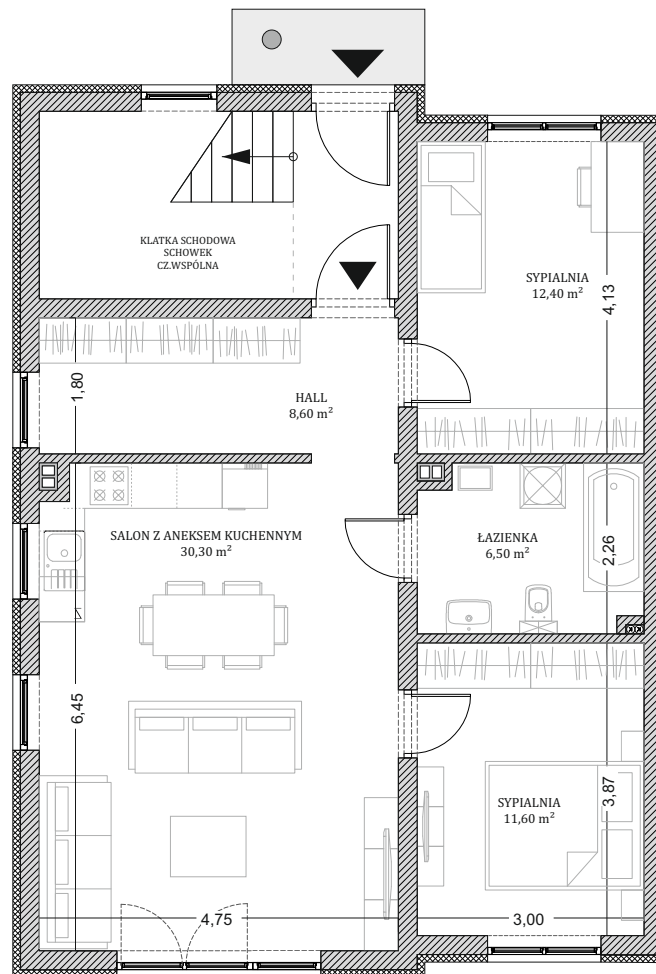 KLATKA SCHODOWA
SCHOWEK
CZ.WSPÓLNA
SYPIALNIA
12,40 m²
4,13
1,80
HALL
8,60 m²
SALON Z ANEKSEM KUCHENNYM
30,30 m²
ŁAZIENKA
6,50 m²
2,26
6,45
SYPIALNIA
11,60 m²
3,87
4,75
3,00